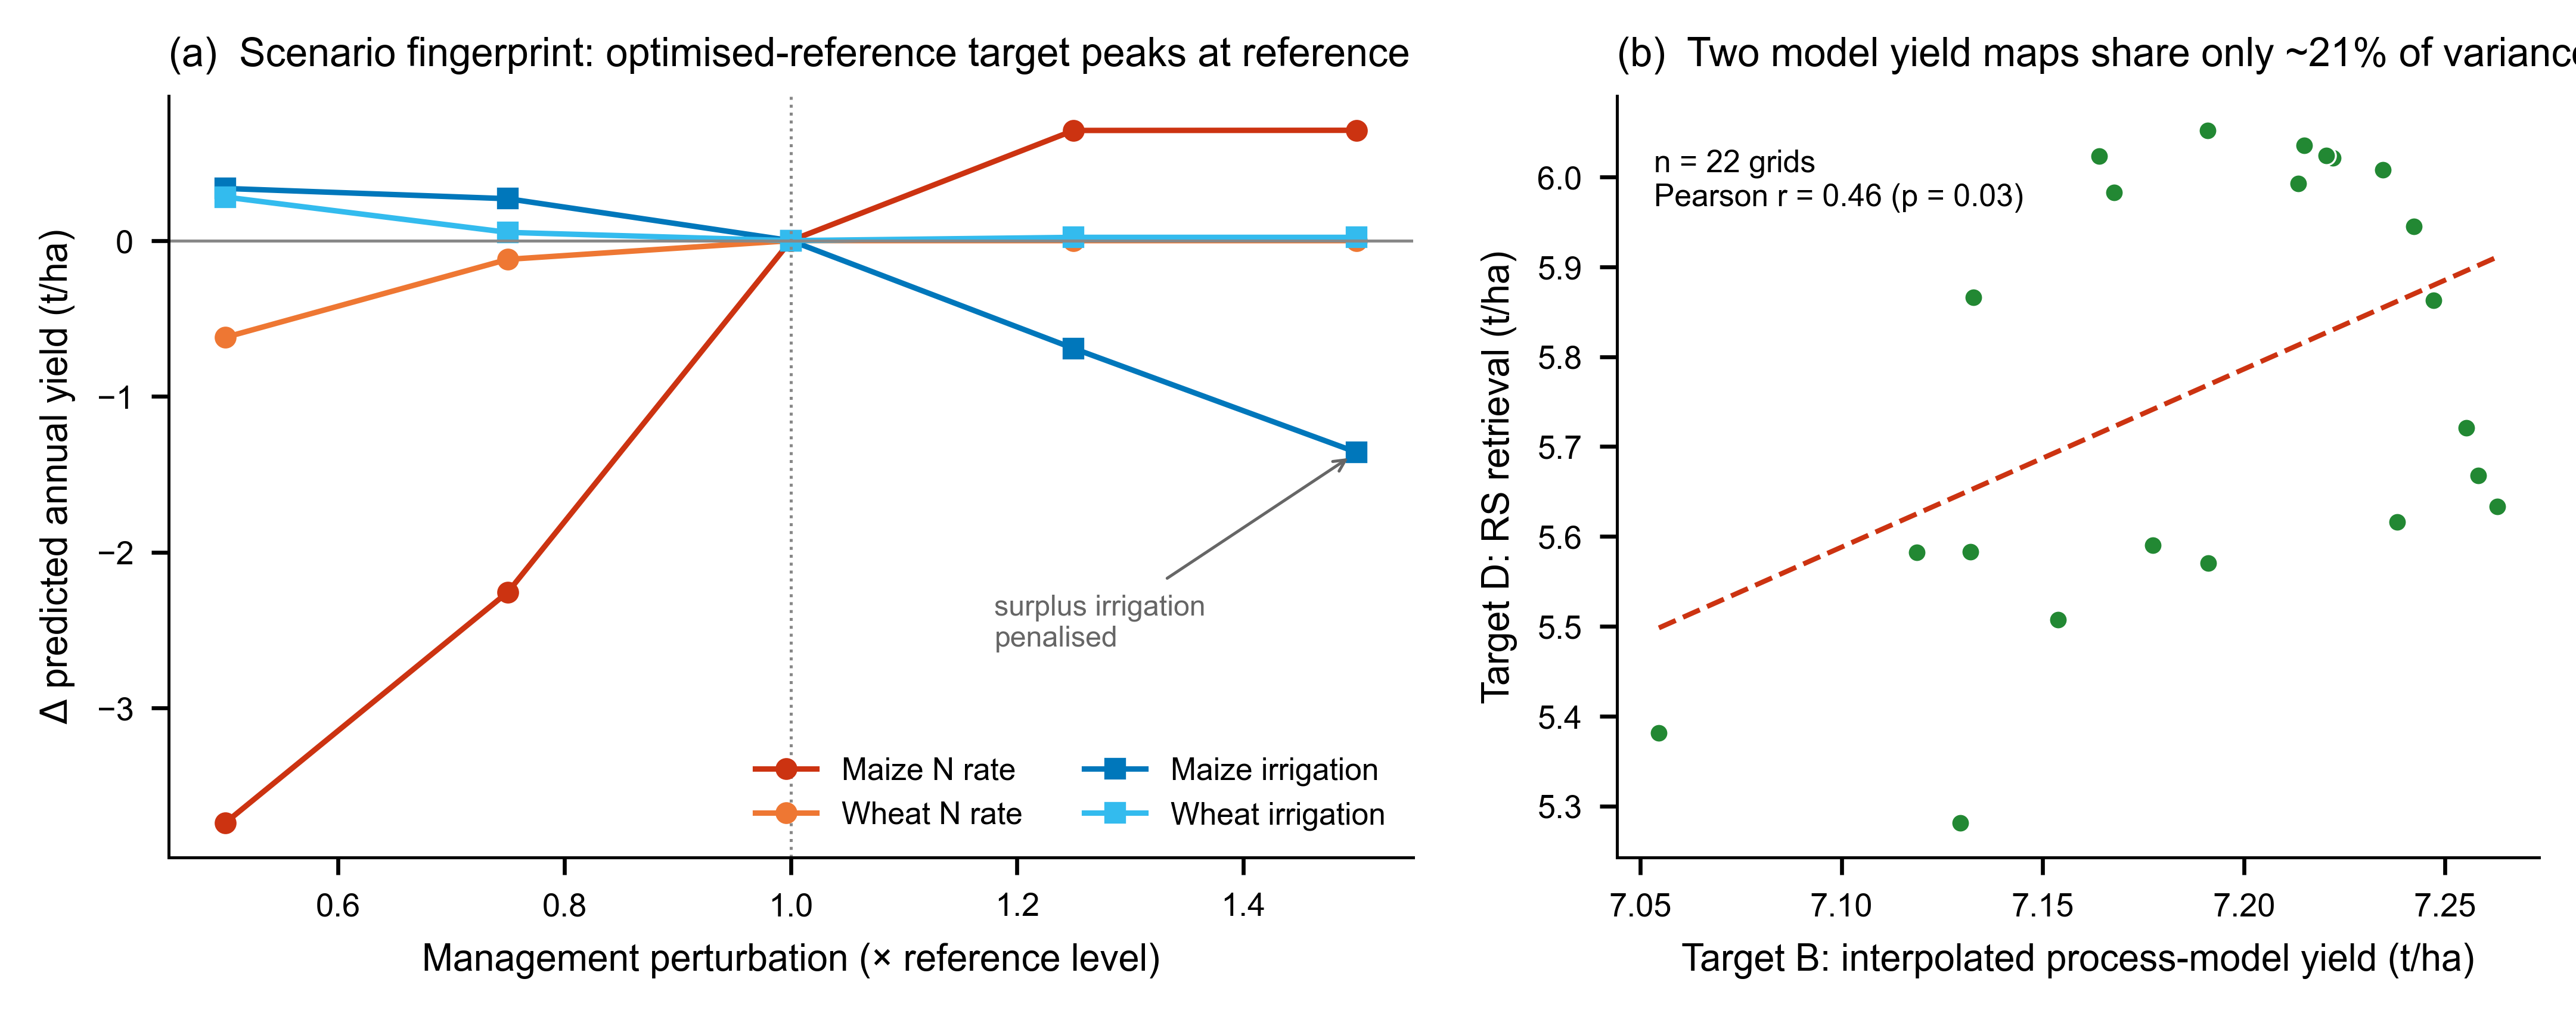 (a) Scenario fingerprint: optimised-reference target peaks at reference
Δ predicted annual yield (t/ha)
0
−1
−2
−3
surplus irrigation
penalised
Maize N rate
Wheat N rate
Maize irrigation
Wheat irrigation
0.6
0.8
1.0
1.2
1.4
Management perturbation (× reference level)
(b) Two model yield maps share only ~21% of varianc
n = 22 grids
Pearson r = 0.46 (p = 0.03)
Target D: RS retrieval (t/ha)
6.0
5.9
5.8
5.7
5.6
5.5
5.4
5.3
7.05
7.10
7.15
7.20
7.25
Target B: interpolated process-model yield (t/ha)